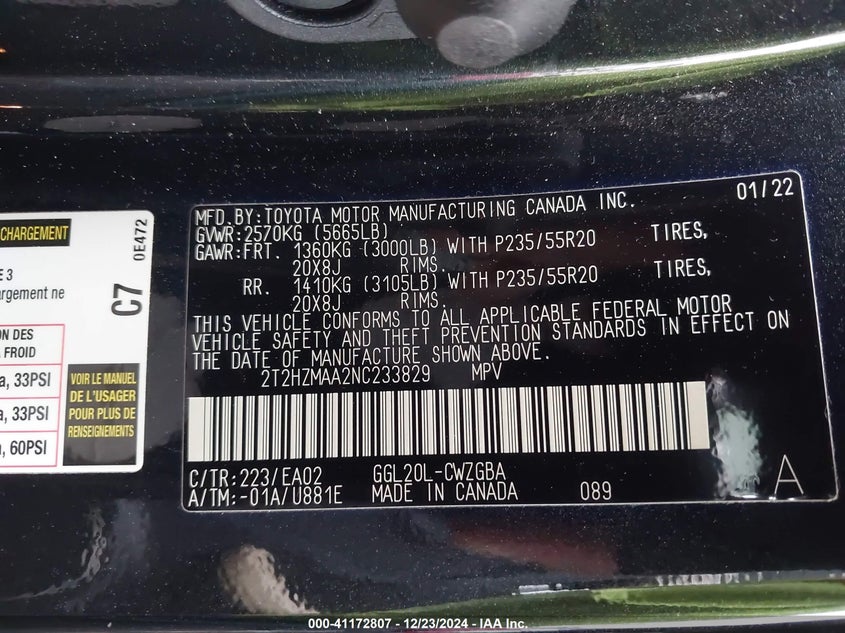 CHARGEMENT
C7 0E472
E 3
argement ne
ON DES
FROID
a, 33PSI
a, 33PSI
a, 60PSI
VOIR LE MANUEL
DE L'USAGER
POUR PLUS DE
RENSEIGNEMENTS
01/22
MFD.BY:TOYOTA MOTOR MANUFACTURING CANADA INC.
GVWR:2570KG (5665LB)
GAWR:FRT. 1360KG (3000LB) WITH P235/55R20 TIRES,
20X8J RIMS.
RR. 1410KG (3105LB) WITH P235/55R20 TIRES,
20X8J RIMS.
THIS VEHICLE CONFORMS TO ALL APPLICABLE FEDERAL MOTOR
VEHICLE SAFETY AND THEFT PREVENTION STANDARDS IN EFFECT ON
THE DATE OF MANUFACTURE SHOWN ABOVE.
2T2HZMAA2NC233829 MPV
C/TR:223/EA02 GGL20L-CWZGBA
A/TM:-01A/U881E MADE IN CANADA 089
A
000-41172807 - 12/23/2024 - IAA Inc.